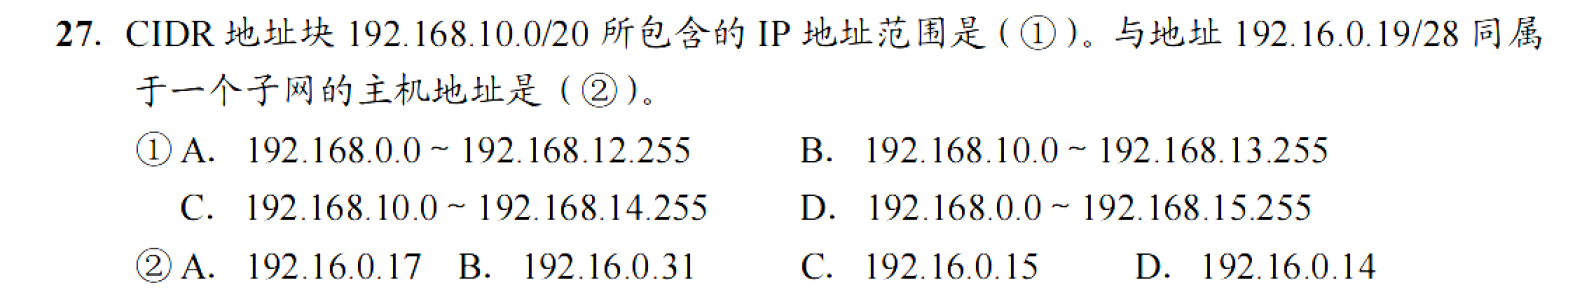 27. CIDR 地址块 192.168.10.0/20 所包含的 IP 地址范围是（①）。与地址 192.16.0.19/28 同属
于一个子网的主机地址是（②）。
① A. 192.168.0.0 ~ 192.168.12.255 B. 192.168.10.0 ~ 192.168.13.255
C. 192.168.10.0 ~ 192.168.14.255 D. 192.168.0.0 ~ 192.168.15.255
② A. 192.16.0.17 B. 192.16.0.31 C. 192.16.0.15 D. 192.16.0.14